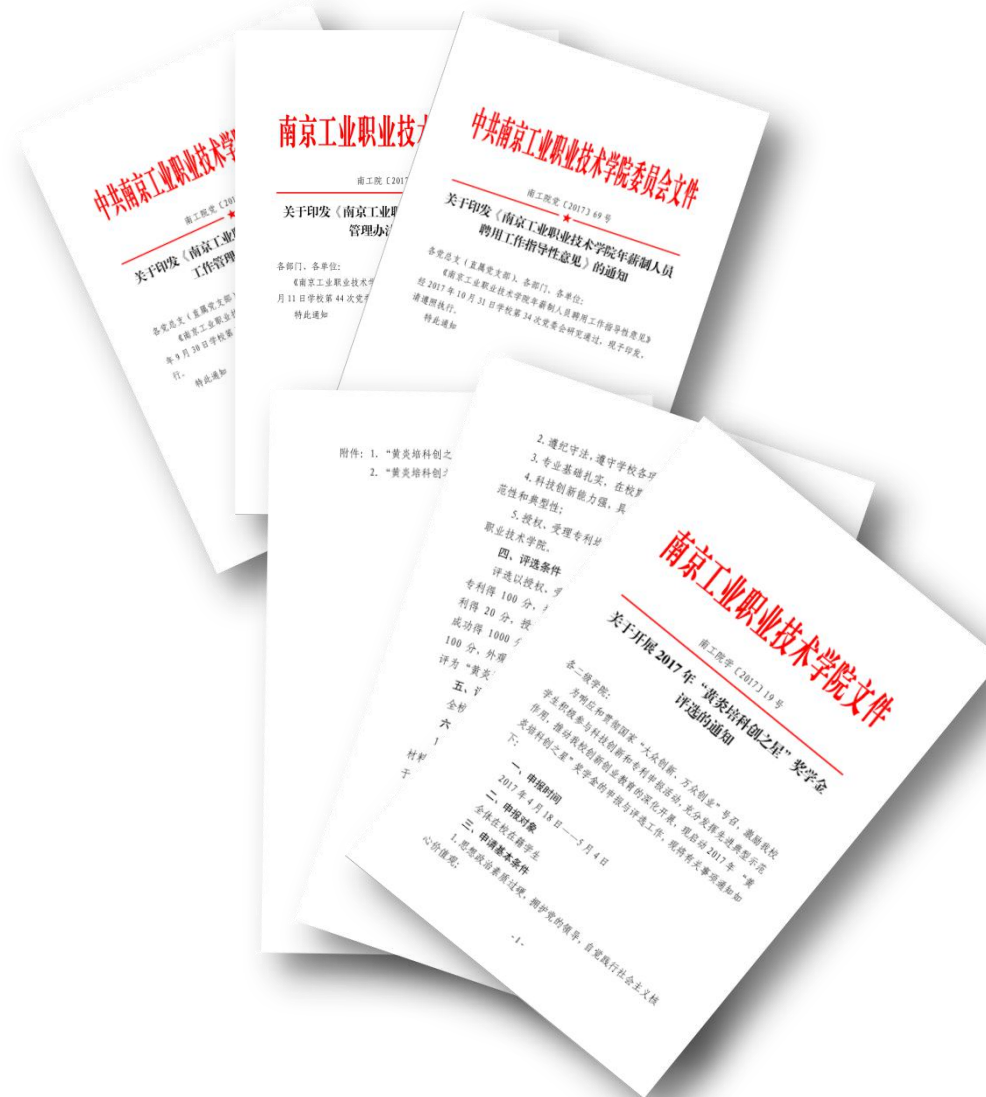 中共南京工业职业技术学
南工院党〔201
关于印发《南京工业职
工作管理
各党总支（直属党支部）
《南京工业职业技
年9月30日学校第
行。
特此通知
南京工业职业技术
南工院〔2017
关于印发《南京工业职
管理办法
各部门、各单位：
《南京工业职业技术学
月11日学校第44次党
特此通知
中共南京工业职业技术学院委员会文件
南工院党〔2017〕69号
关于印发《南京工业职业技术学院年薪制人员
聘用工作指导性意见》的通知
各党总支（直属党支部）、各部门、各单位：
《南京工业职业技术学院年薪制人员聘用工作指导性意见》
经2017年10月31日学校第34次党委会研究通过，现予印发，
请遵照执行。
特此通知
附件：1. “黄炎培科创之
2. “黄炎培科创之
2. 遵纪守法，遵守学校各项
3. 专业基础扎实，在校
4. 科技创新能力强，具
范性和典型性；
5. 授权、受理专利
职业技术学院。
四、评选条件
评选以授权、受
专利得100分，
利得20分，授
成功得1000分
100分，外观
评为“黄炎
五、评
全校
六
1
材料
于
南京工业职业技术学院文件
南工院学〔2017〕19号
关于开展2017年“黄炎培科创之星”奖学金
评选的通知
各二级学院：
为响应和贯彻国家“大众创新、万众创业”号召，激励我校
学生积极参与科技创新和专利申报活动，充分发挥先进典型示范
作用，推动我校创新创业教育的深化开展，现启动2017年“黄
炎培科创之星”奖学金的申报与评选工作，现将有关事项通知如
下：
一、申报时间
2017年4月18日——5月4日
二、申报对象
全体在校在籍学生
三、申请基本条件
1. 思想政治素质过硬，拥护党的领导，自觉践行社会主义核
心价值观；
- 1 -